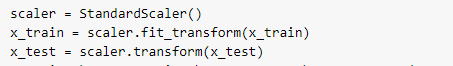 scaler = StandardScaler()
x_train = scaler.fit_transform(x_train)
x_test = scaler.transform(x_test)